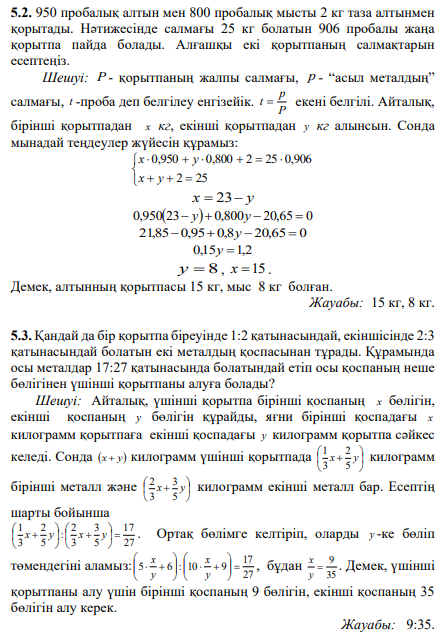 5.2. 950 пробалық алтын мен 800 пробалық мысты 2 кг таза алтынмен
қорытады. Нәтижесінде салмағы 25 кг болатын 906 пробалы жаңа
қорытпа пайда болады. Алғашқы екі қорытпаның салмақтарын
есептеңіз.
Шешуі: P - қорытпаның жалпы салмағы, p - “асыл металдың”
салмағы, t -проба деп белгілеу енгізейік. t = p/P екені белгілі. Айталық,
бірінші қорытпадан x кг, екінші қорытпадан y кг алынсын. Сонда
мынадай теңдеулер жүйесін құрамыз:
{x·0,950 + y·0,800 + 2 = 25·0,906
{x + y + 2 = 25
x = 23 − y
0,950(23 − y) + 0,800y − 20,65 = 0
21,85 − 0,95 + 0,8y − 20,65 = 0
0,15y = 1,2
y = 8 , x = 15 .
Демек, алтынның қорытпасы 15 кг, мыс 8 кг болған.
Жауабы: 15 кг, 8 кг.
5.3. Қандай да бір қорытпа біреуінде 1:2 қатынасындай, екіншісінде 2:3
қатынасындай болатын екі металдың қоспасынан тұрады. Құрамында
осы металдар 17:27 қатынасында болатындай етіп осы қоспаның неше
бөлігінен үшінші қорытпаны алуға болады?
Шешуі: Айталық, үшінші қорытпа бірінші қоспаның x бөлігін,
екінші қоспаның y бөлігін құрайды, яғни бірінші қоспадағы x
килограмм қорытпаға екінші қоспадағы y килограмм қорытпа сәйкес
келеді. Сонда (x + y) килограмм үшінші қорытпада (1/3 x + 2/5 y) килограмм
бірінші металл және (2/3 x + 3/5 y) килограмм екінші металл бар. Есептің
шарты бойынша
(1/3 x + 2/5 y) : (2/3 x + 3/5 y) = 17/27 . Ортақ бөлімге келтіріп, оларды y -ке бөліп
төмендегіні аламыз: (5 · x/y + 6) : (10 · x/y + 9) = 17/27, бұдан x/y = 9/35 . Демек, үшінші
қорытпаны алу үшін бірінші қоспаның 9 бөлігін, екінші қоспаның 35
бөлігін алу керек.
Жауабы: 9:35.